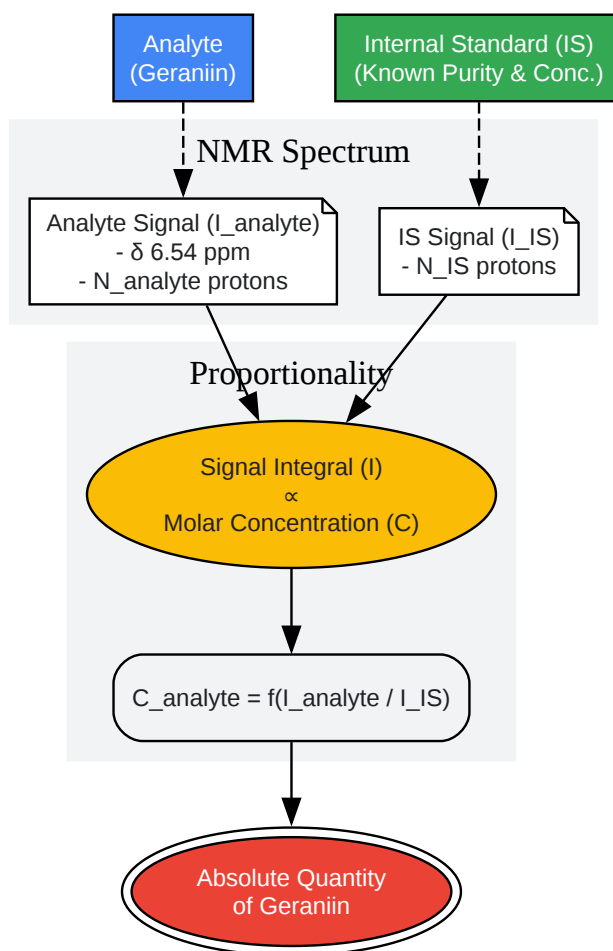 Analyte
(Geraniin)
Internal Standard (IS)
(Known Purity & Conc.)
NMR Spectrum
Analyte Signal (I_analyte)
- δ 6.54 ppm
- N_analyte protons
IS Signal (I_IS)
- N_IS protons
Proportionality
Signal Integral (I)
∝
Molar Concentration (C)
C_analyte = f(I_analyte / I_IS)
Absolute Quantity
of Geraniin